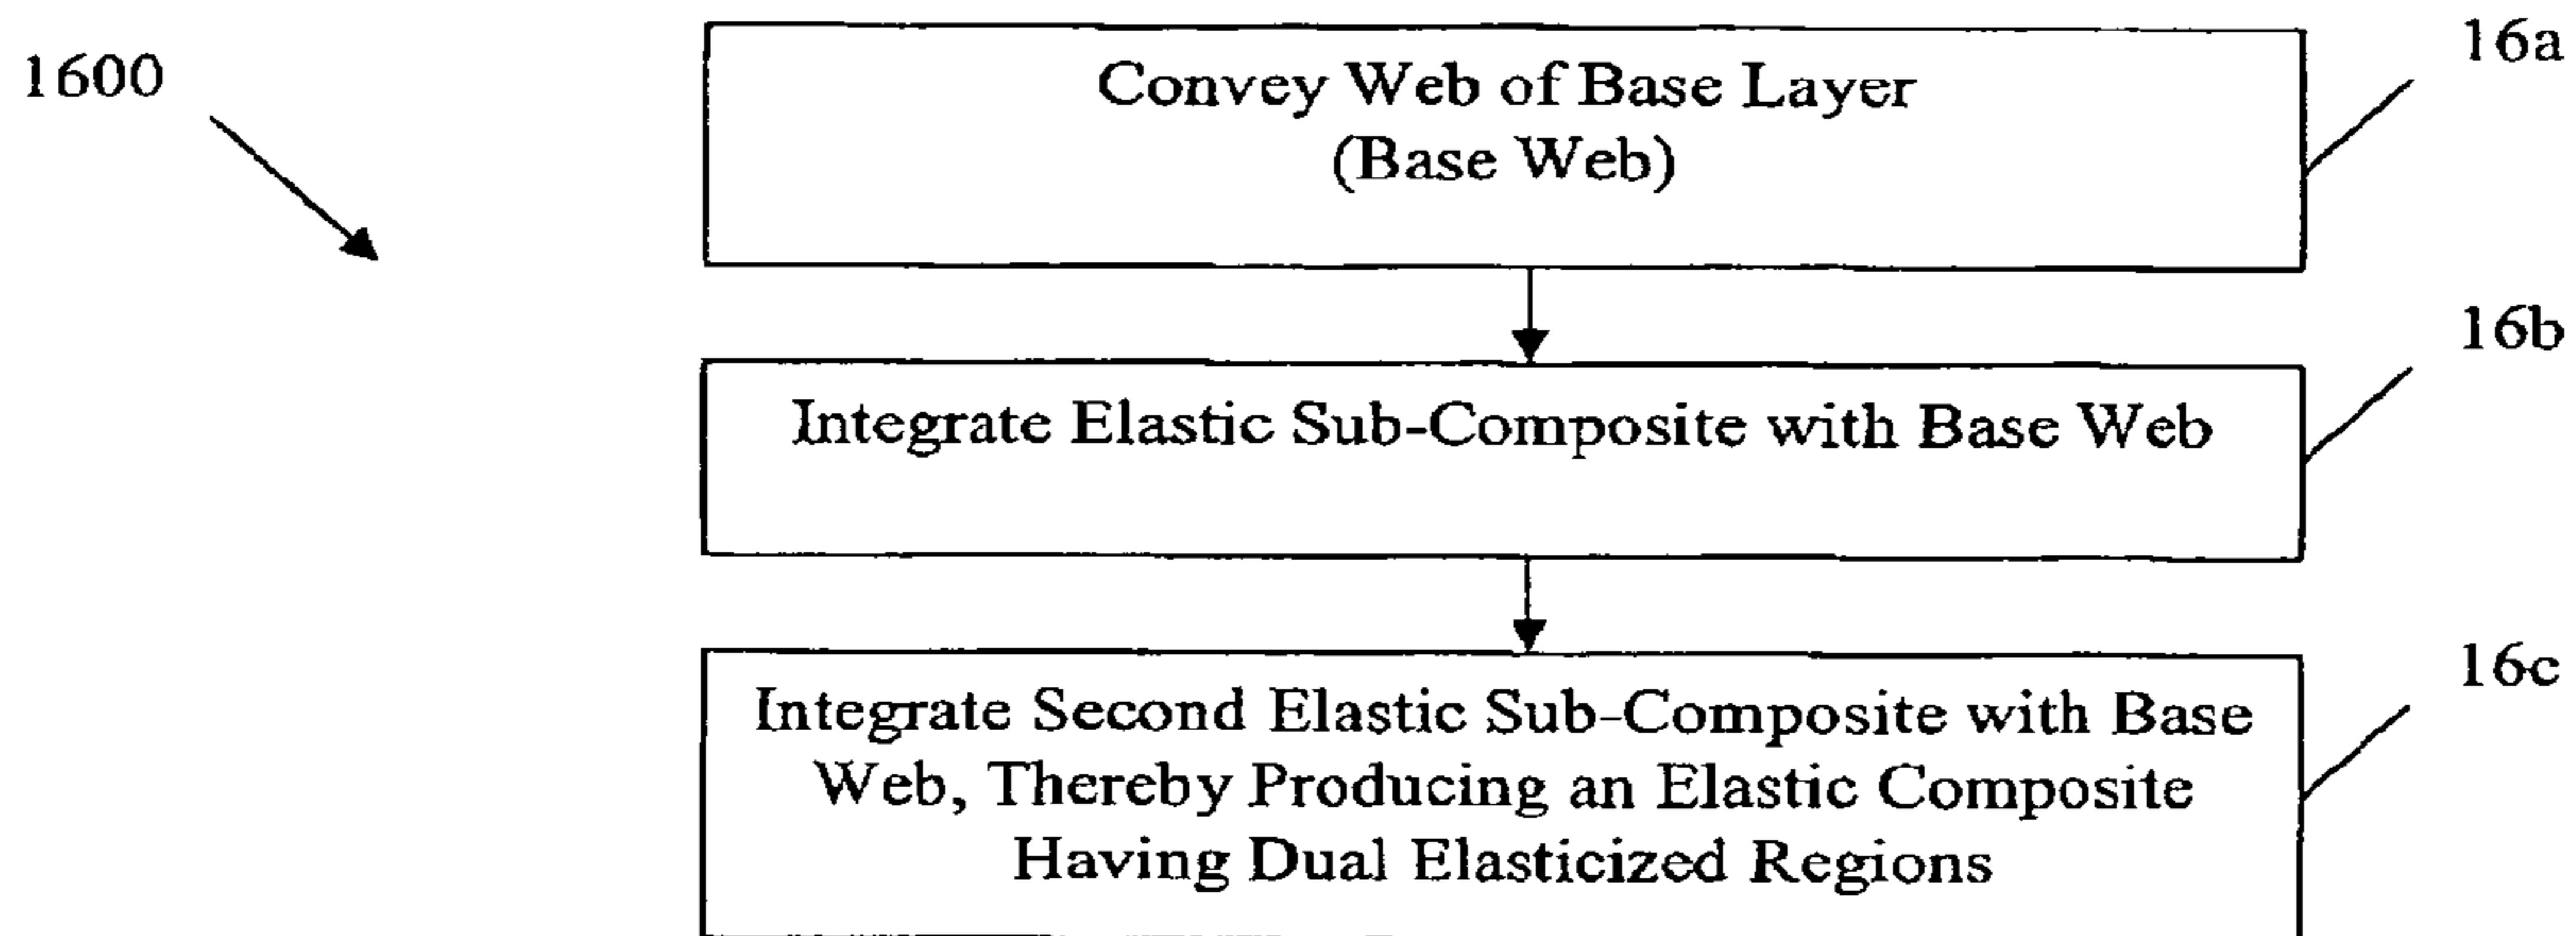 1600
Convey Web of Base Layer
(Base Web)
16a
Integrate Elastic Sub-Composite with Base Web
16b
Integrate Second Elastic Sub-Composite with Base
Web, Thereby Producing an Elastic Composite
Having Dual Elasticized Regions
16c